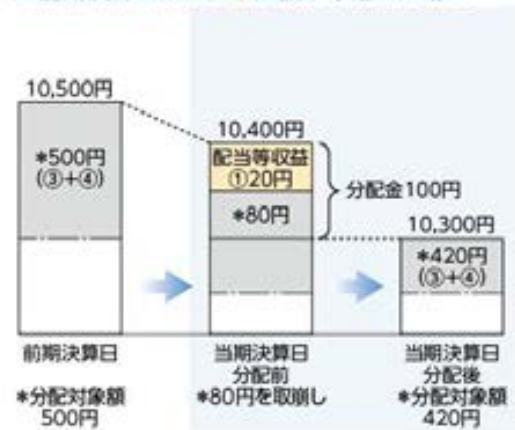 10,500円
*500円
(③+④)
10,400円
配当等収益
①20円
*80円
分配金100円
10,300円
*420円
(③+④)
前期決算日
*分配対象額
500円
当期決算日
分配前
*80円を取崩し
当期決算日
分配後
*分配対象額
420円